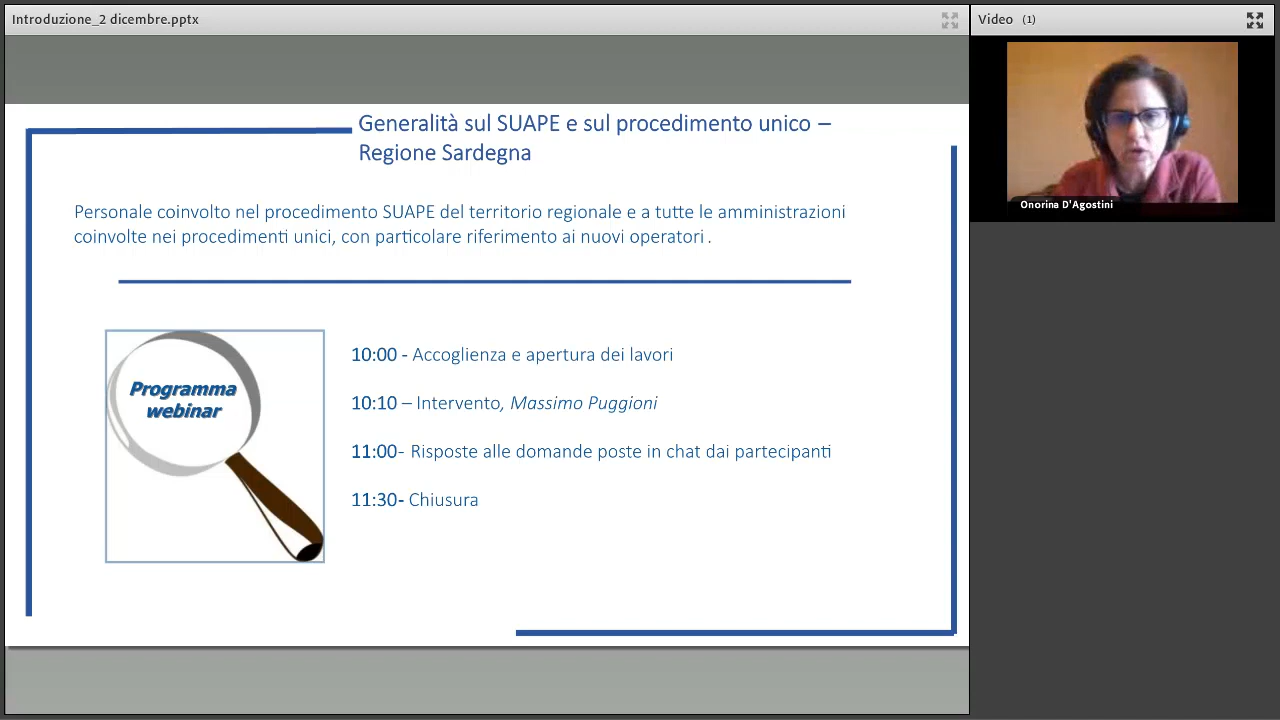 Introduzione_2 dicembre.pptx
Video (1)
Onorina D'Agostini
Generalità sul SUAPE e sul procedimento unico –
Regione Sardegna
Personale coinvolto nel procedimento SUAPE del territorio regionale e a tutte le amministrazioni
coinvolte nei procedimenti unici, con particolare riferimento ai nuovi operatori .
Programma
webinar
10:00 - Accoglienza e apertura dei lavori
10:10 – Intervento, Massimo Puggioni
11:00- Risposte alle domande poste in chat dai partecipanti
11:30- Chiusura